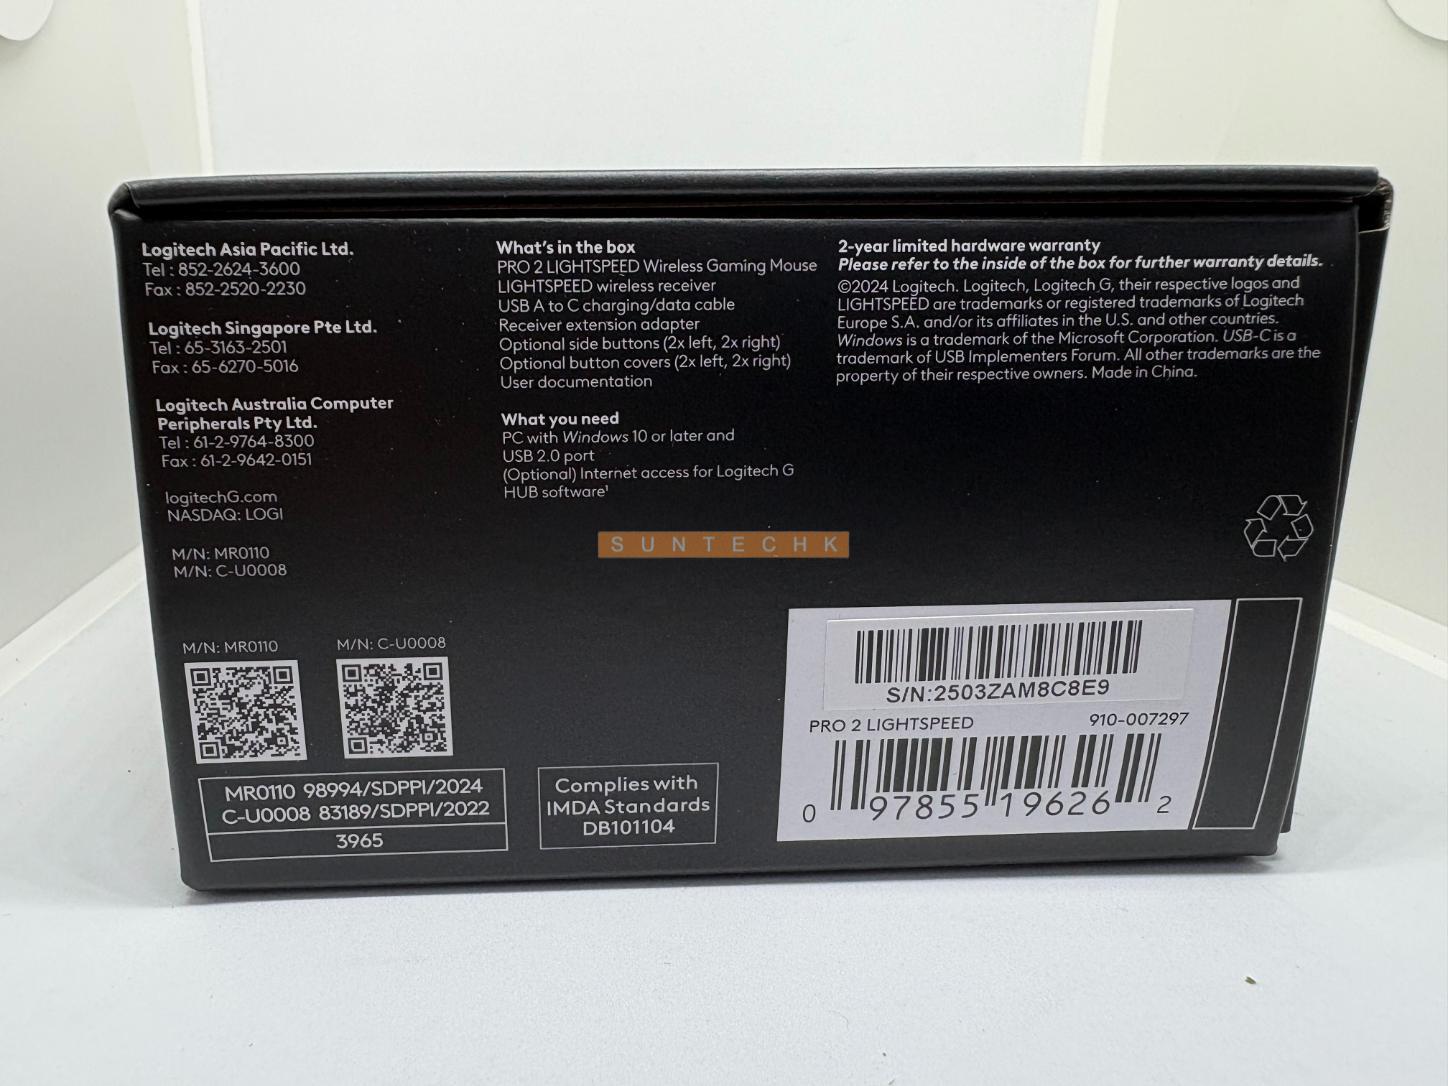 Logitech Asia Pacific Ltd.
Tel : 852-2624-3600
Fax : 852-2520-2230
Logitech Singapore Pte Ltd.
Tel : 65-3163-2501
Fax : 65-6270-5016
Logitech Australia Computer
Peripherals Pty Ltd.
Tel : 61-2-9764-8300
Fax : 61-2-9642-0151
logitechG.com
NASDAQ: LOGI
M/N: MR0110
M/N: C-U0008
What's in the box
PRO 2 LIGHTSPEED Wireless Gaming Mouse
LIGHTSPEED wireless receiver
USB A to C charging/data cable
Receiver extension adapter
Optional side buttons (2x left, 2x right)
Optional button covers (2x left, 2x right)
User documentation
What you need
PC with Windows 10 or later and
USB 2.0 port
(Optional) Internet access for Logitech G
HUB software¹
2-year limited hardware warranty
Please refer to the inside of the box for further warranty details.
©2024 Logitech. Logitech, Logitech G, their respective logos and
LIGHTSPEED are trademarks or registered trademarks of Logitech
Europe S.A. and/or its affiliates in the U.S. and other countries.
Windows is a trademark of the Microsoft Corporation. USB-C is a
trademark of USB Implementers Forum. All other trademarks are the
property of their respective owners. Made in China.
SUNTECHK
M/N: MR0110
M/N: C-U0008
MR0110 98994/SDPPI/2024
C-U0008 83189/SDPPI/2022
3965
Complies with
IMDA Standards
DB101104
S/N:2503ZAM8C8E9
PRO 2 LIGHTSPEED 910-007297
0 97855 19626 2